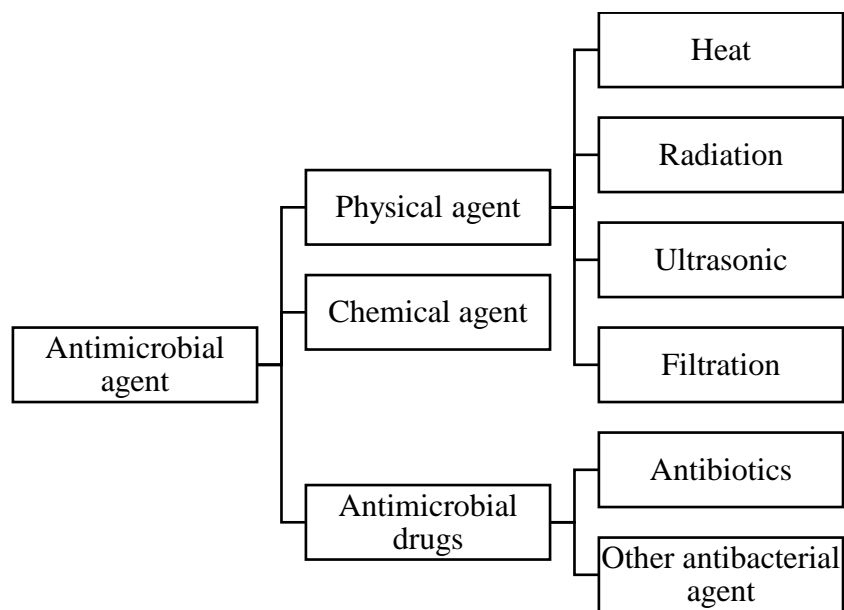 Heat
Radiation
Physical agent
Ultrasonic
Chemical agent
Antimicrobial
agent
Filtration
Antibiotics
Antimicrobial
drugs
Other antibacterial
agent